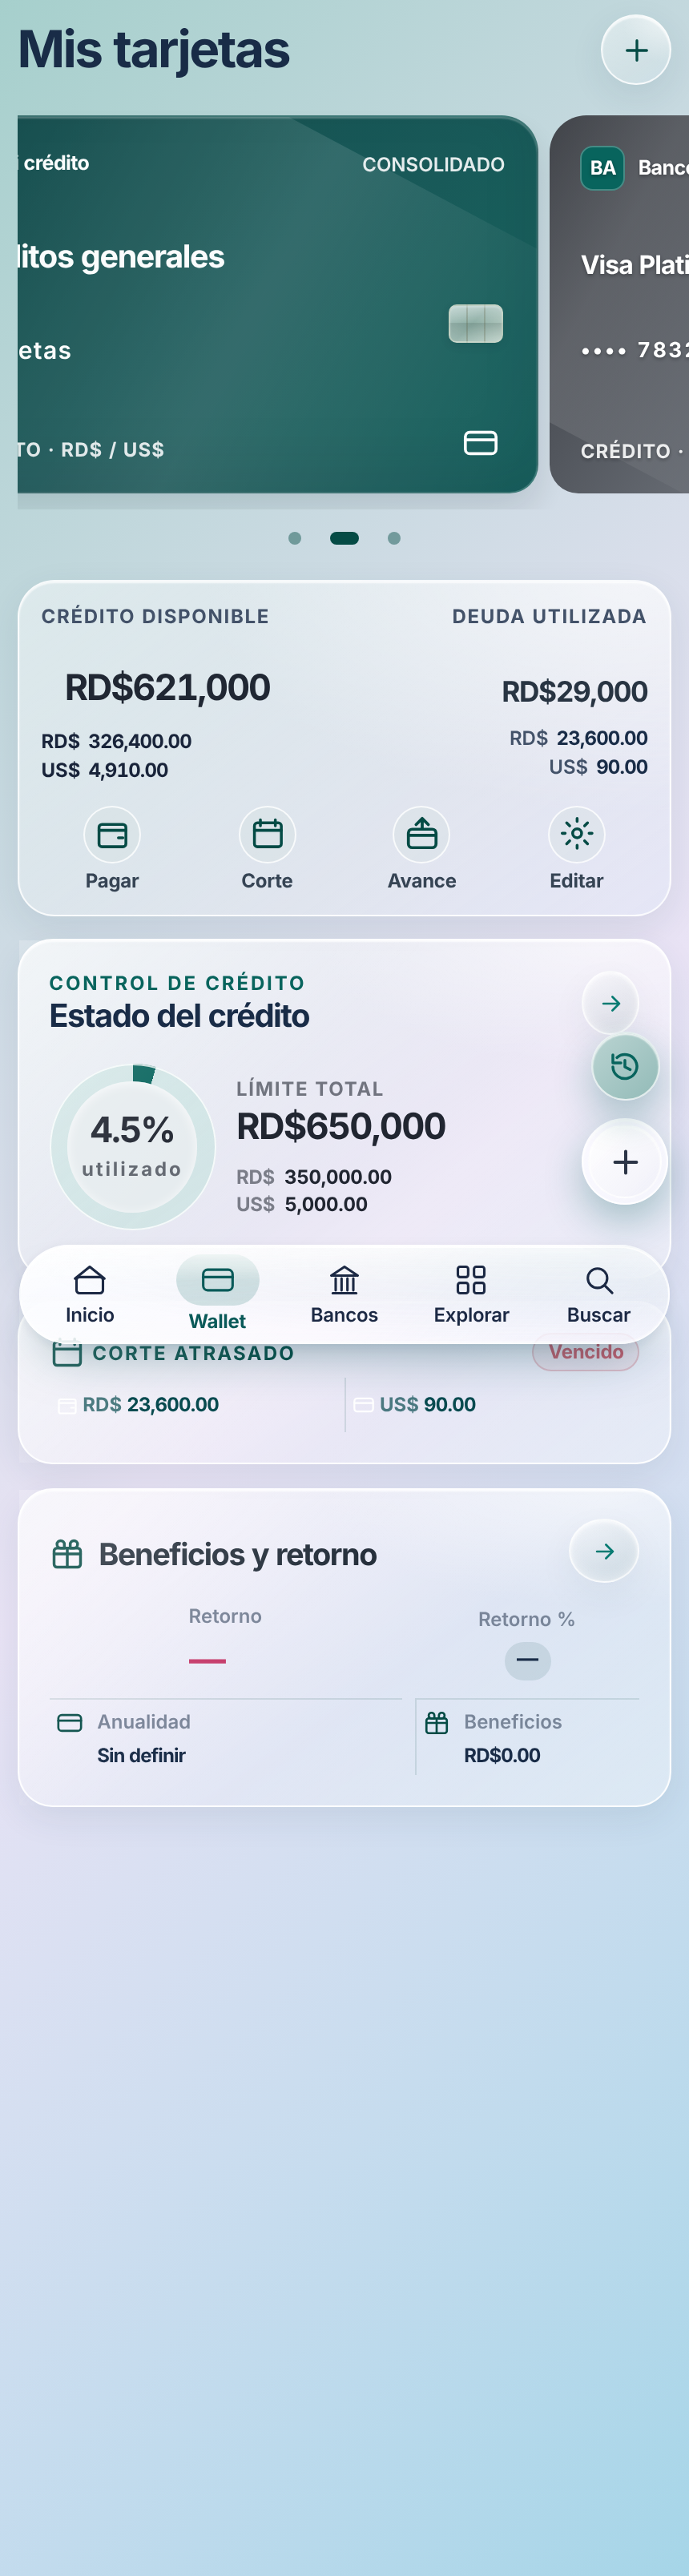 Mis tarjetas
crédito
CONSOLIDADO
BA
Visa
generales
•••• 7832
etas
TO · RD$ / US$
CRÉDITO ·
CRÉDITO DISPONIBLE
DEUDA UTILIZADA
RD$621,000
RD$29,000
RD$ 326,400.00
RD$ 23,600.00
US$ 4,910.00
US$ 90.00
Pagar
Corte
Avance
Editar
CONTROL DE CRÉDITO
Estado del crédito
4.5%
utilizado
LÍMITE TOTAL
RD$650,000
RD$ 350,000.00
US$ 5,000.00
Inicio
Wallet
Bancos
Explorar
Buscar
CORTE ATRASADO
Vencido
RD$ 23,600.00
US$ 90.00
Beneficios y retorno
Retorno
Retorno %
—
—
Anualidad
Beneficios
Sin definir
RD$0.00